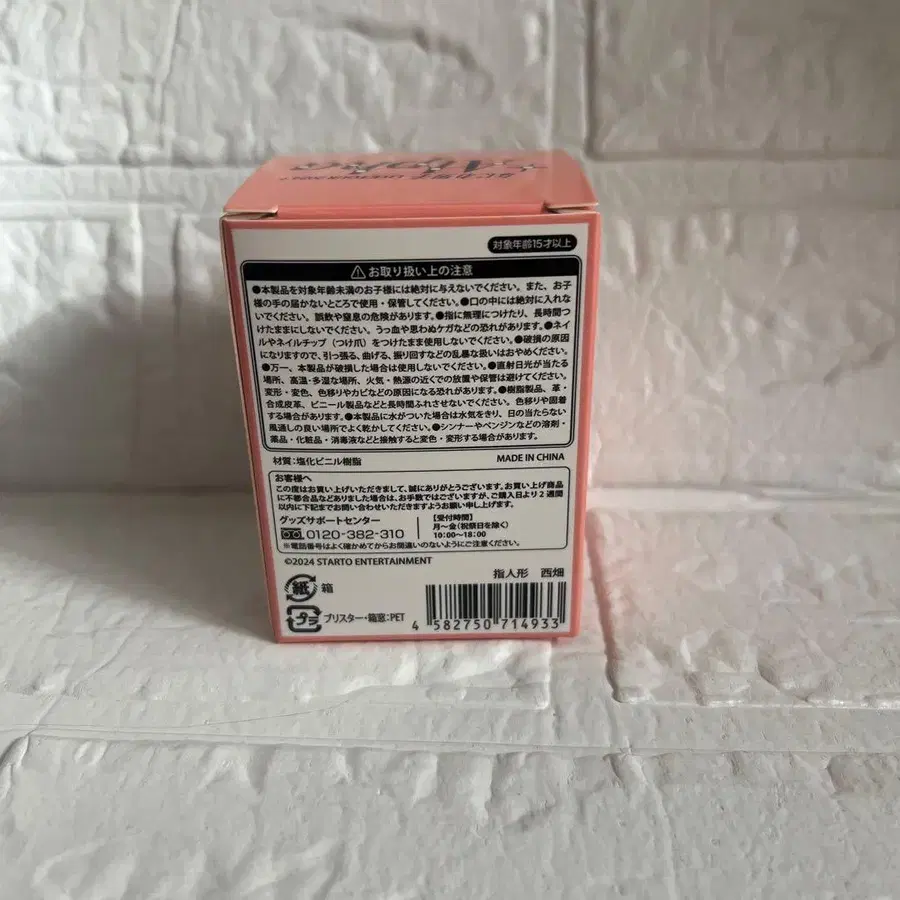 対象年齢15才以上
⚠お取り扱い上の注意
●本製品を対象年齢未満のお子様には絶対に与えないでください。また、お子
様の手の届かないところで使用・保管してください。●口の中には絶対に入れな
いでください。誤飲や窒息の危険があります。●指に無理につけたり、長時間つ
けたままにしないでください。うっ血や思わぬケガなどの恐れがあります。●ネイ
ルやネイルチップ（つけ爪）をつけたまま使用しないでください。●破損の原因
になりますので、引っ張る、曲げる、振り回すなどの乱暴な扱いはおやめください。
●万一、本製品が破損した場合は使用しないでください。●直射日光が当たる
場所、高温・多湿な場所、火気・熱源の近くでの放置や保管は避けてください。
変形・変色、色移りやカビなどの原因になる恐れがあります。●樹脂製品、革・
合成皮革、ビニール製品などと長時間ふれさせないでください。色移りや固着
する場合があります。●本製品に水がついた場合は水気をきり、日の当たらない
風通しの良い場所でよく乾かしてください。●シンナーやベンジンなどの溶剤・
薬品・化粧品・消毒液などと接触すると変色・変形する場合があります。
材質：塩化ビニル樹脂 MADE IN CHINA
お客様へ
この度はお買い上げいただきまして、誠にありがとうございます。お買い上げ商品
に不都合品などありました場合は、お手数ではございますが、ご購入日より2週間
以内に下記までお問い合わせいただきますようお願い申し上げます。
グッズサポートセンター
0120-382-310
【受付時間】
月～金(祝祭日を除く)
10:00～18:00
※電話番号はよく確かめてからお間違いのないようにご注意ください。
©2024 STARTO ENTERTAINMENT
指人形 西畑
紙 箱
プラ ブリスター・箱窓:PET
4 582750 714933